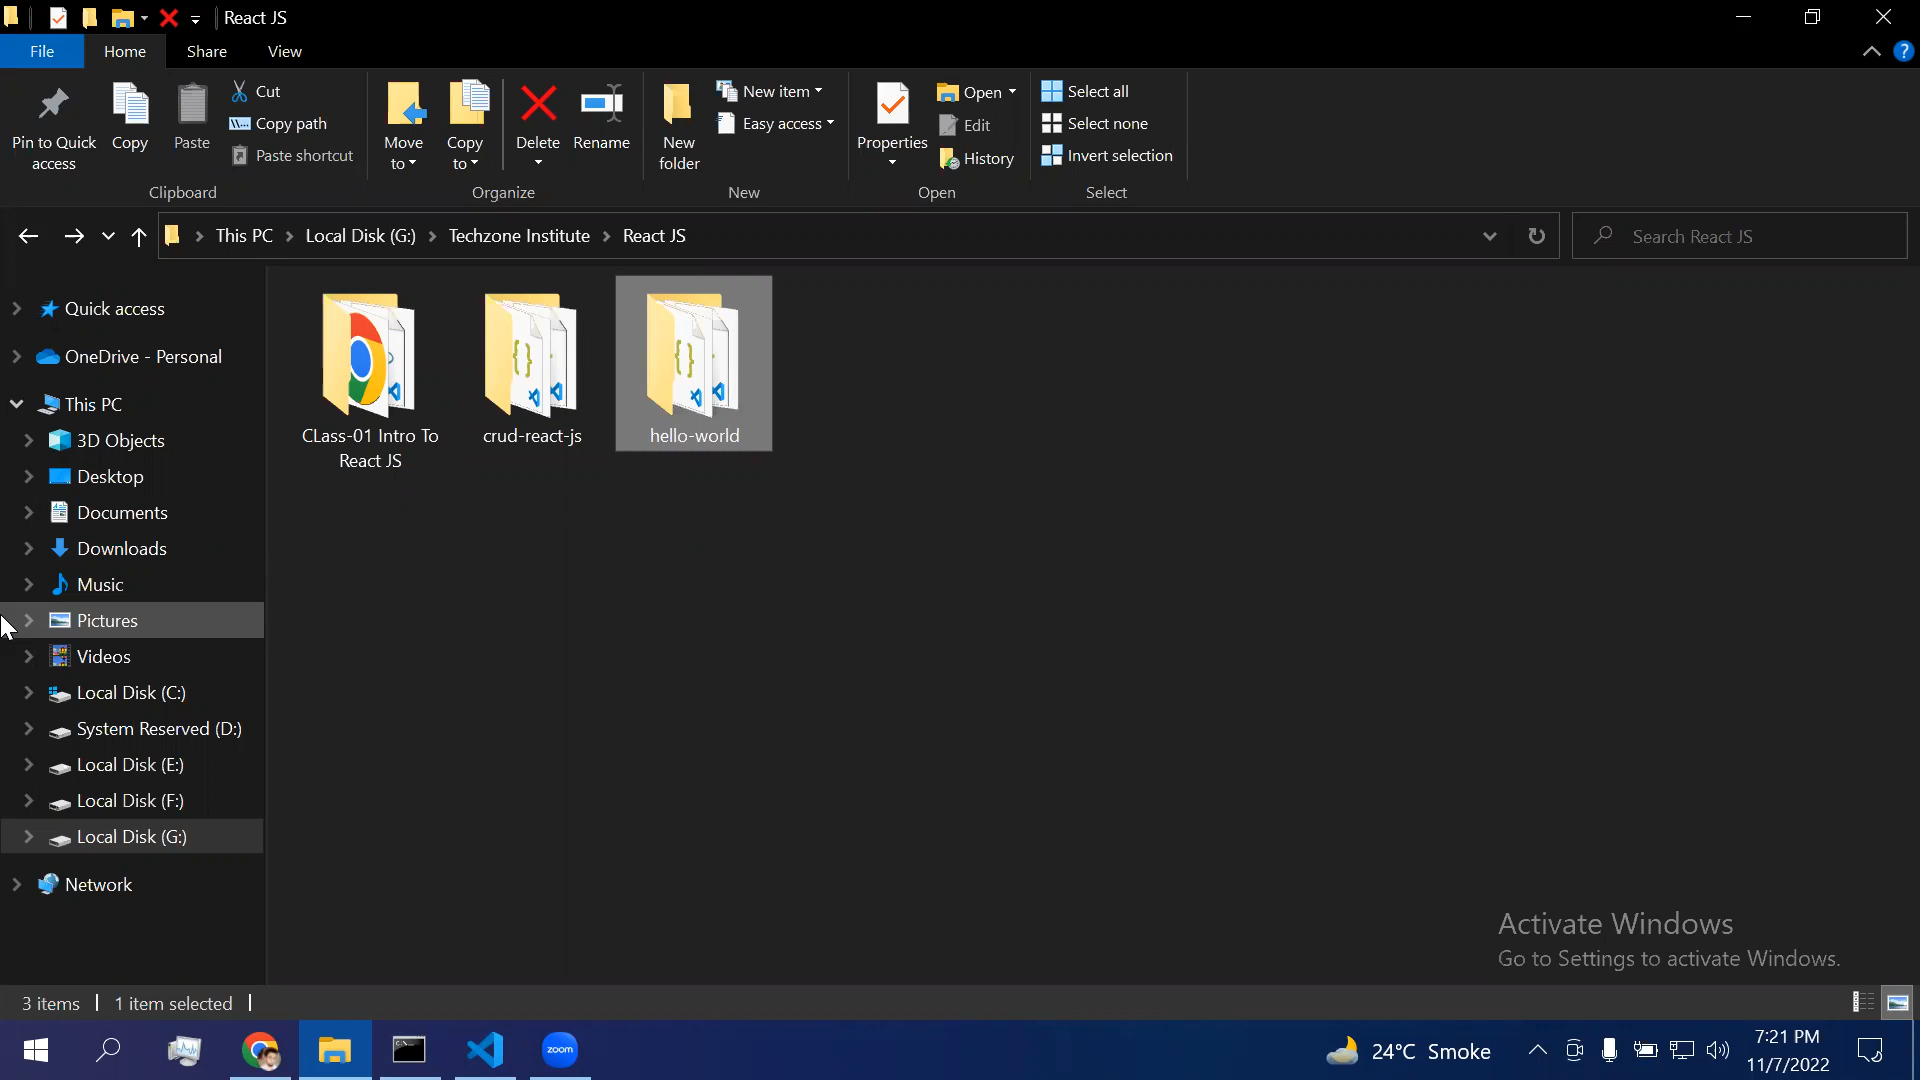 React JS
File
Home
Share
View
Pin to Quick
access
Copy
Paste
Cut
Copy path
Paste shortcut
Clipboard
Move
to
Copy
to
Delete
Rename
Organize
New
folder
New item
Easy access
New
Properties
Open
Edit
History
Open
Select all
Select none
Invert selection
Select
This PC
Local Disk (G:)
Techzone Institute
React JS
Search React JS
Quick access
OneDrive - Personal
This PC
3D Objects
Desktop
Documents
Downloads
Music
Pictures
Videos
Local Disk (C:)
System Reserved (D:)
Local Disk (E:)
Local Disk (F:)
Local Disk (G:)
Network
CLass-01 Intro To
React JS
crud-react-js
hello-world
Activate Windows
Go to Settings to activate Windows.
3 items
1 item selected
zoom
24°C Smoke
7:21 PM
11/7/2022